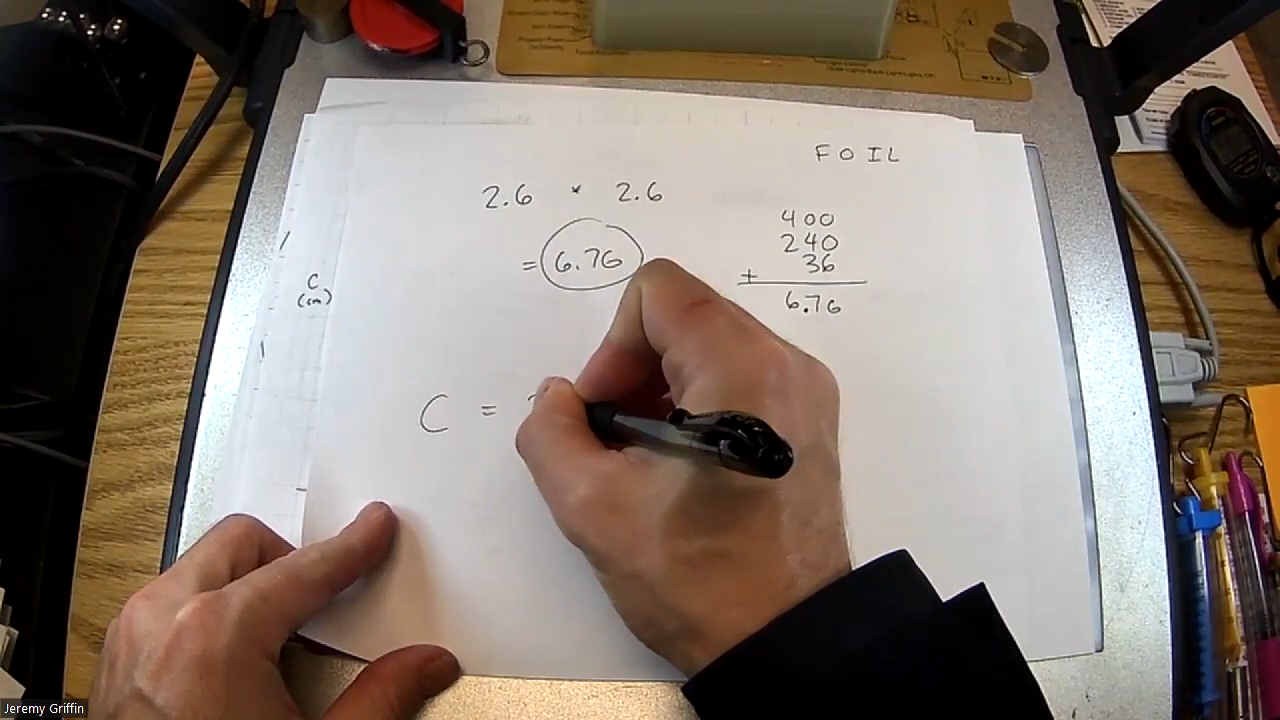 FOIL
2.6 * 2.6
= 6.76
400
240
+ 36
6.76
C
(cm)
C =
Jeremy Griffin